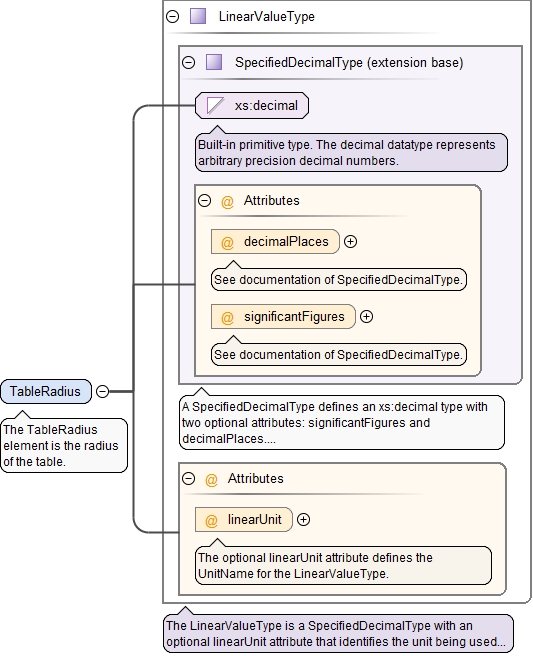 LinearValueType
SpecifiedDecimalType (extension base)
xs:decimal
Built-in primitive type. The decimal datatype represents
arbitrary precision decimal numbers.
@ Attributes
@ decimalPlaces
See documentation of SpecifiedDecimalType.
@ significantFigures
See documentation of SpecifiedDecimalType.
TableRadius
The TableRadius
element is the radius
of the table.
A SpecifiedDecimalType defines an xs:decimal type with
two optional attributes: significantFigures and
decimalPlaces....
@ Attributes
@ linearUnit
The optional linearUnit attribute defines the
UnitName for the LinearValueType.
The LinearValueType is a SpecifiedDecimalType with an
optional linearUnit attribute that identifies the unit being used...